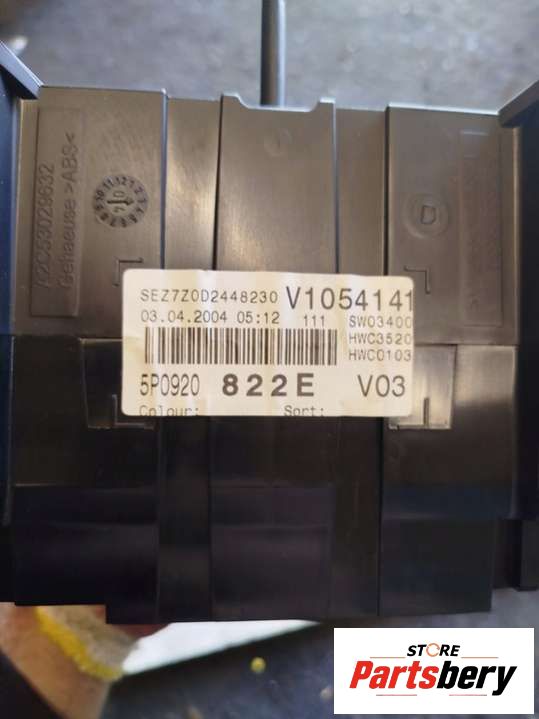 A2C53029632
Gehaeuse >ABS<
D
SEZ7Z0D2448230 V1054141
03.04.2004 05:12 111 SW03400
HWC3520
HWC0103
5P0920 822E V03
Colour: Sort:
STORE
Partsbery